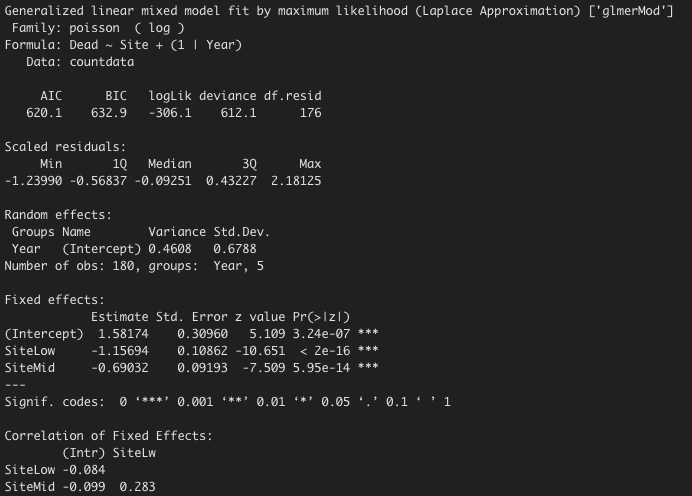 Generalized linear mixed model fit by maximum likelihood (Laplace Approximation) ['glmerMod']
 Family: poisson  ( log )
Formula: Dead ~ Site + (1 | Year)
   Data: countdata

     AIC      BIC   logLik deviance df.resid
   620.1    632.9   -306.1    612.1      176

Scaled residuals:
     Min       1Q   Median       3Q      Max
-1.23990 -0.56837 -0.09251  0.43227  2.18125

Random effects:
 Groups Name        Variance Std.Dev.
 Year   (Intercept) 0.4608   0.6788
Number of obs: 180, groups:  Year, 5

Fixed effects:
            Estimate Std. Error z value Pr(>|z|)
(Intercept)  1.58174    0.30960   5.109 3.24e-07 ***
SiteLow     -1.15694    0.10862 -10.651  < 2e-16 ***
SiteMid     -0.69032    0.09193  -7.509 5.95e-14 ***
---
Signif. codes:  0 ‘***’ 0.001 ‘**’ 0.01 ‘*’ 0.05 ‘.’ 0.1 ‘ ’ 1

Correlation of Fixed Effects:
        (Intr) SiteLw
SiteLow -0.084
SiteMid -0.099  0.283